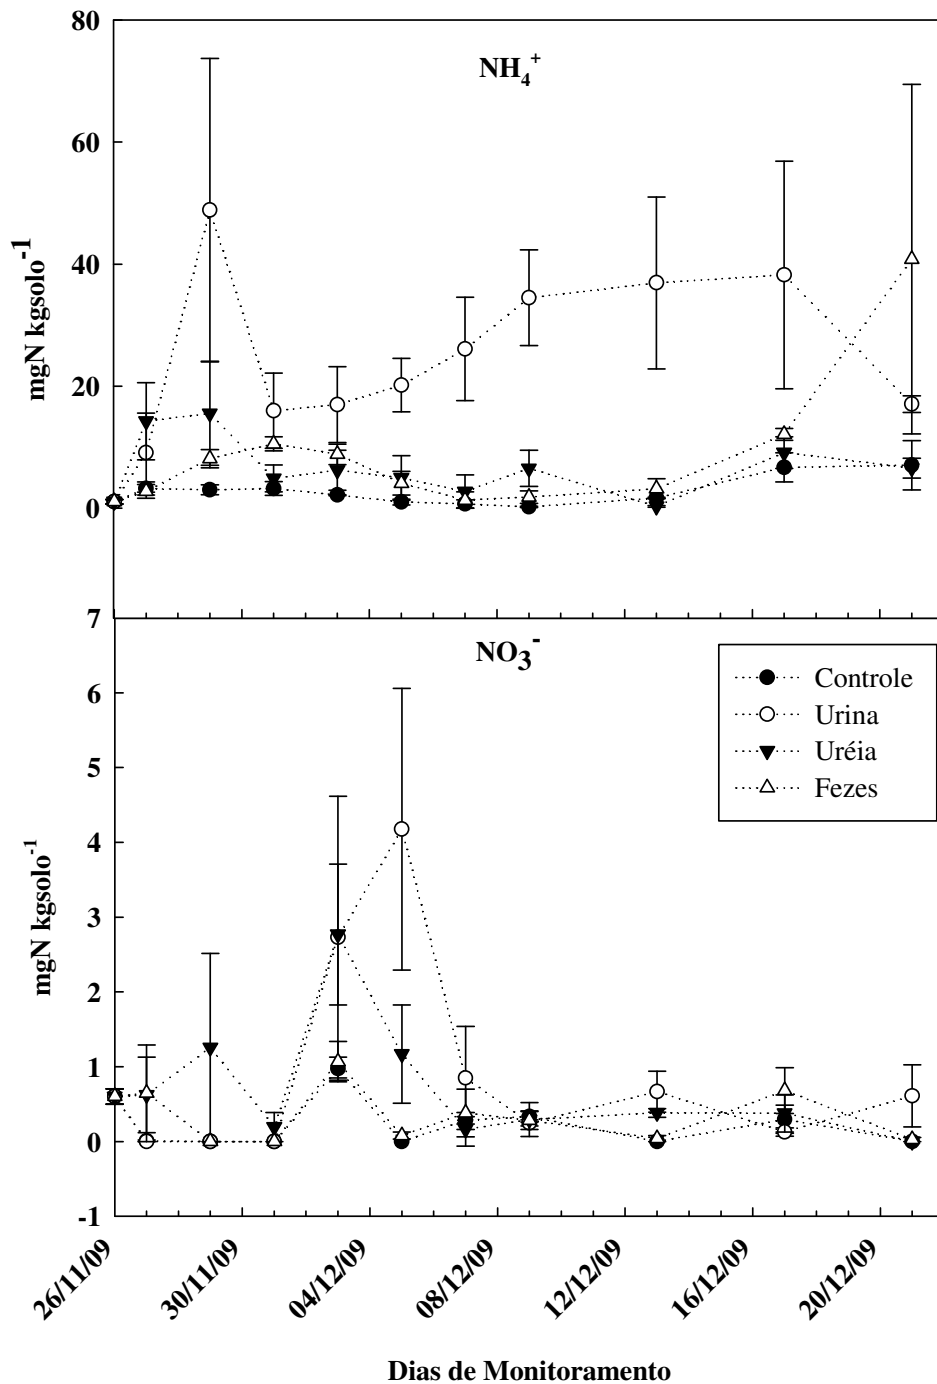 80
NH₄⁺
60
40
20
0
mgN kgsolo⁻¹
7
NO₃⁻
6
5
4
3
2
1
0
-1
mgN kgsolo⁻¹
Controle
Urina
Uréia
Fezes
26/11/09
30/11/09
04/12/09
08/12/09
12/12/09
16/12/09
20/12/09
Dias de Monitoramento